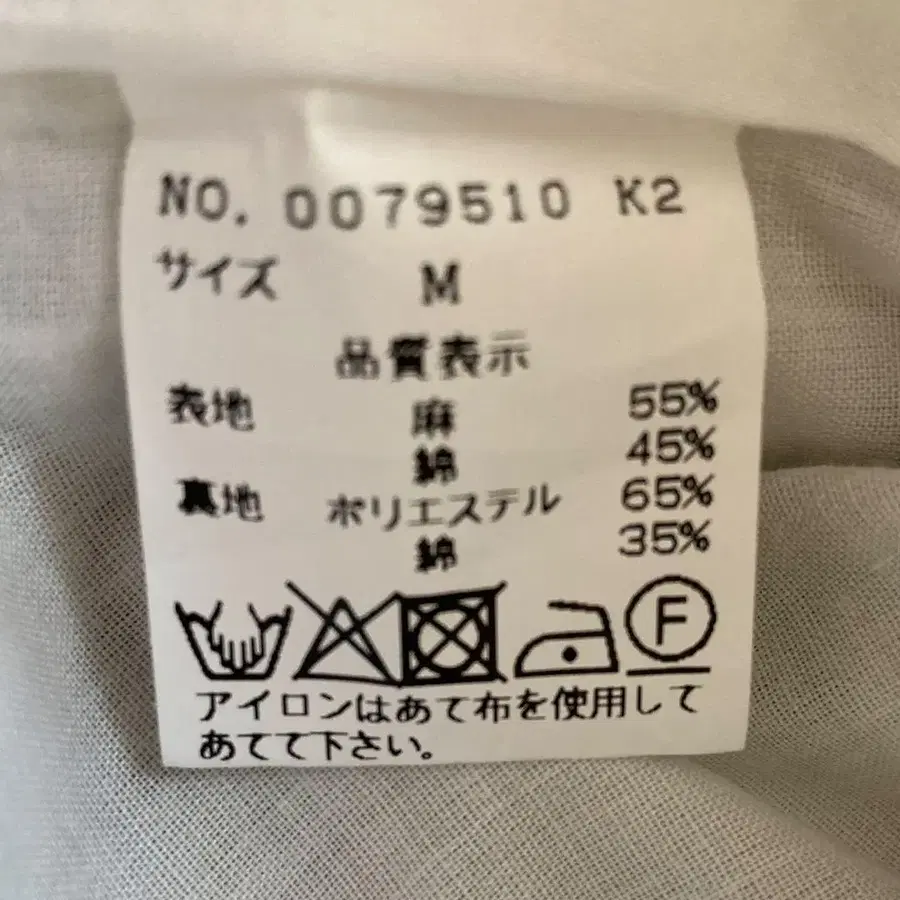 NO. 0079510 K2
サイズ M
品質表示
表地 麻 55%
綿 45%
裏地 ポリエステル 65%
綿 35%
F
アイロンはあて布を使用して
あてて下さい。